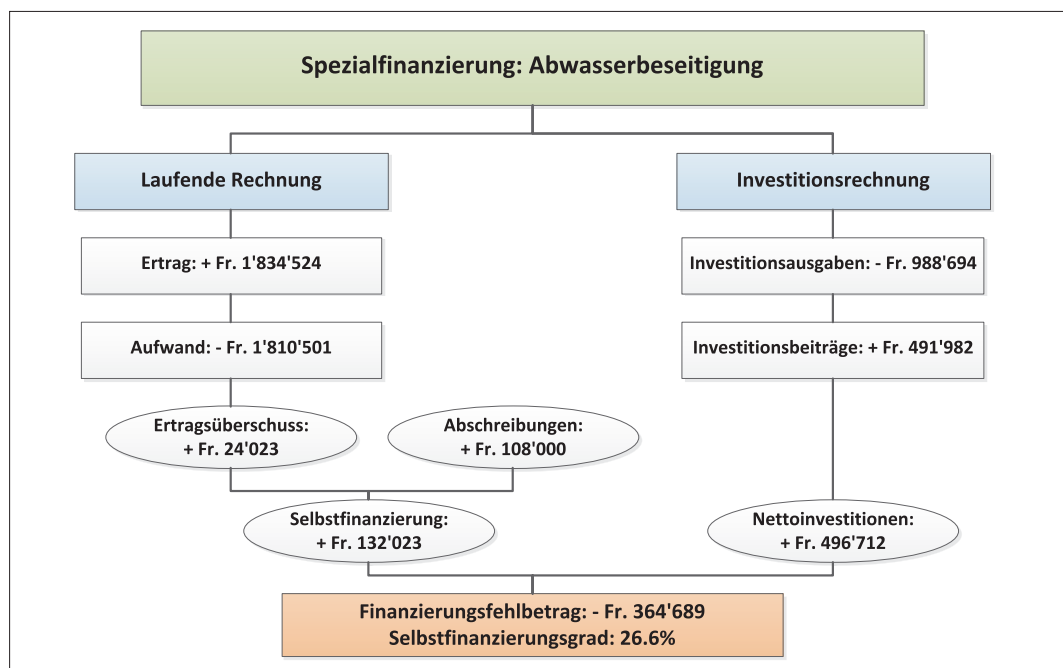 Spezialfinanzierung: Abwasserbeseitigung
Laufende Rechnung
Investitionsrechnung
Ertrag: + Fr. 1'834'524
Investitionsausgaben: - Fr. 988'694
Aufwand: - Fr. 1'810'501
Investitionsbeiträge: + Fr. 491'982
Ertragsüberschuss:
+ Fr. 24'023
Abschreibungen:
+ Fr. 108'000
Selbstfinanzierung:
+ Fr. 132'023
Nettoinvestitionen:
+ Fr. 496'712
Finanzierungsfehlbetrag: - Fr. 364'689
Selbstfinanzierungsgrad: 26.6%